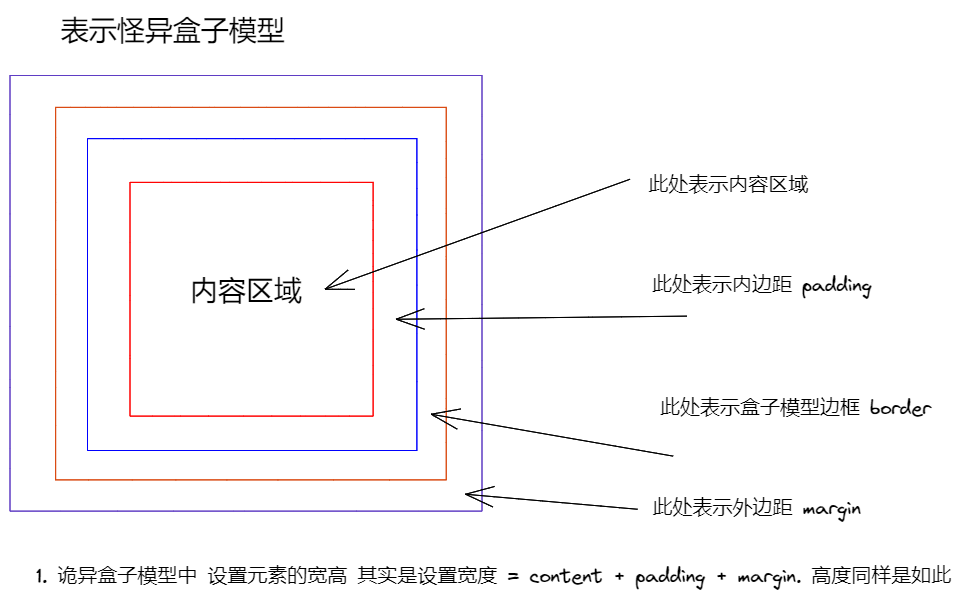 表示怪异盒子模型
此处表示内容区域
内容区域
此处表示内边距 padding
此处表示盒子模型边框 border
此处表示外边距 margin
1. 诡异盒子模型中 设置元素的宽高 其实是设置宽度 = content + padding + margin. 高度同样是如此